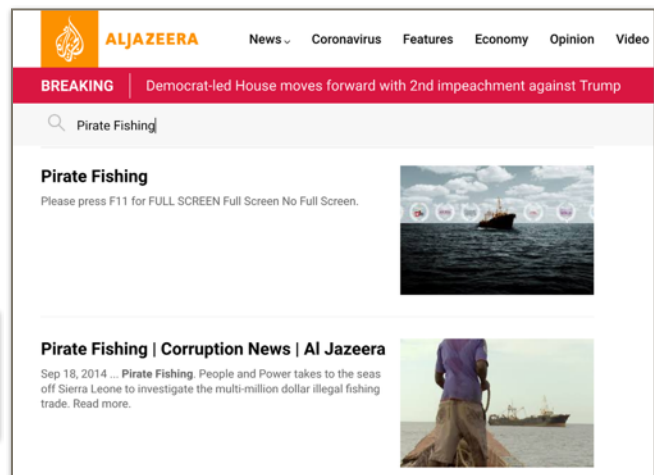 ALJAZEERA
News Coronavirus Features Economy Opinion Video
BREAKING Democrat-led House moves forward with 2nd impeachment against Trump
Pirate Fishing
Pirate Fishing
Please press F11 for FULL SCREEN Full Screen No Full Screen.
Pirate Fishing | Corruption News | Al Jazeera
Sep 18, 2014 ... Pirate Fishing. People and Power takes to the seas
off Sierra Leone to investigate the multi-million dollar illegal fishing
trade. Read more.